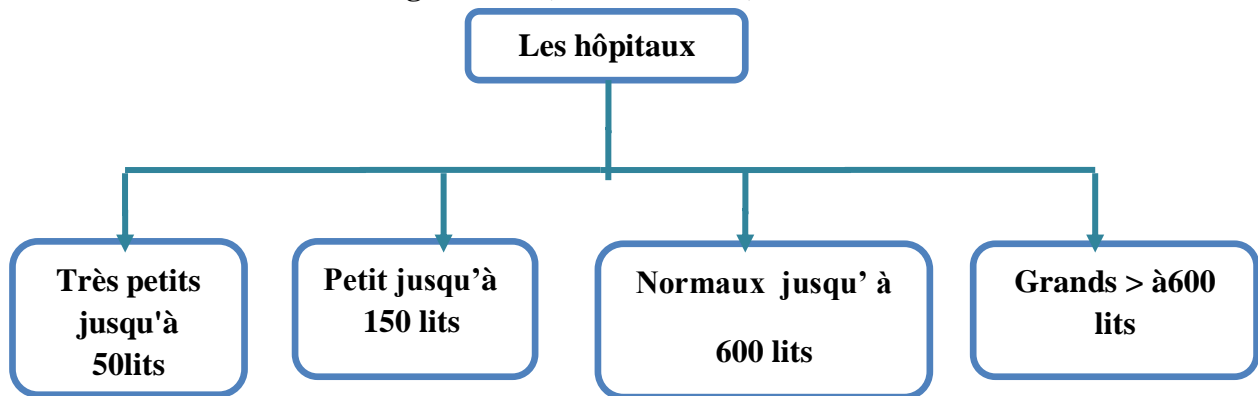 Les hôpitaux
Très petits
jusqu'à
50lits
Petit jusqu’à
150 lits
Normaux jusqu’ à
600 lits
Grands > à600
lits